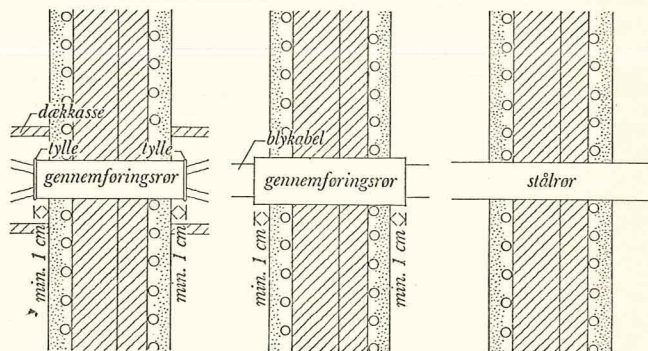 dækkasse
tylle
tylle
gennemføringsrør
min. 1 cm
min. 1 cm
blykabel
gennemføringsrør
min. 1 cm
min. 1 cm
stålrør